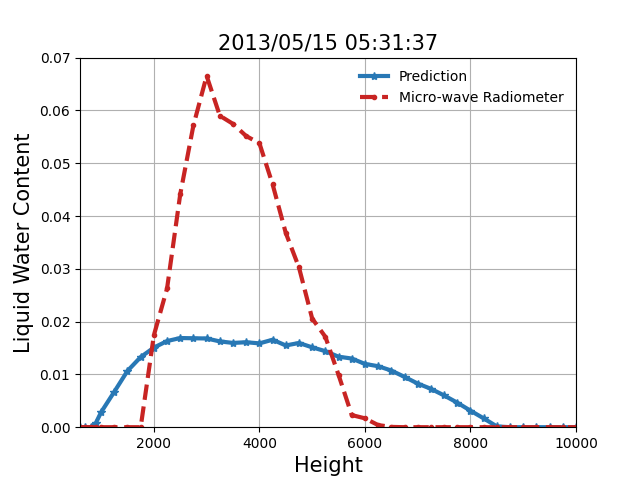 2013/05/15 05:31:37
Prediction
Micro-wave Radiometer
Liquid Water Content
0.07
0.06
0.05
0.04
0.03
0.02
0.01
0.00
2000 4000 6000 8000 10000
Height